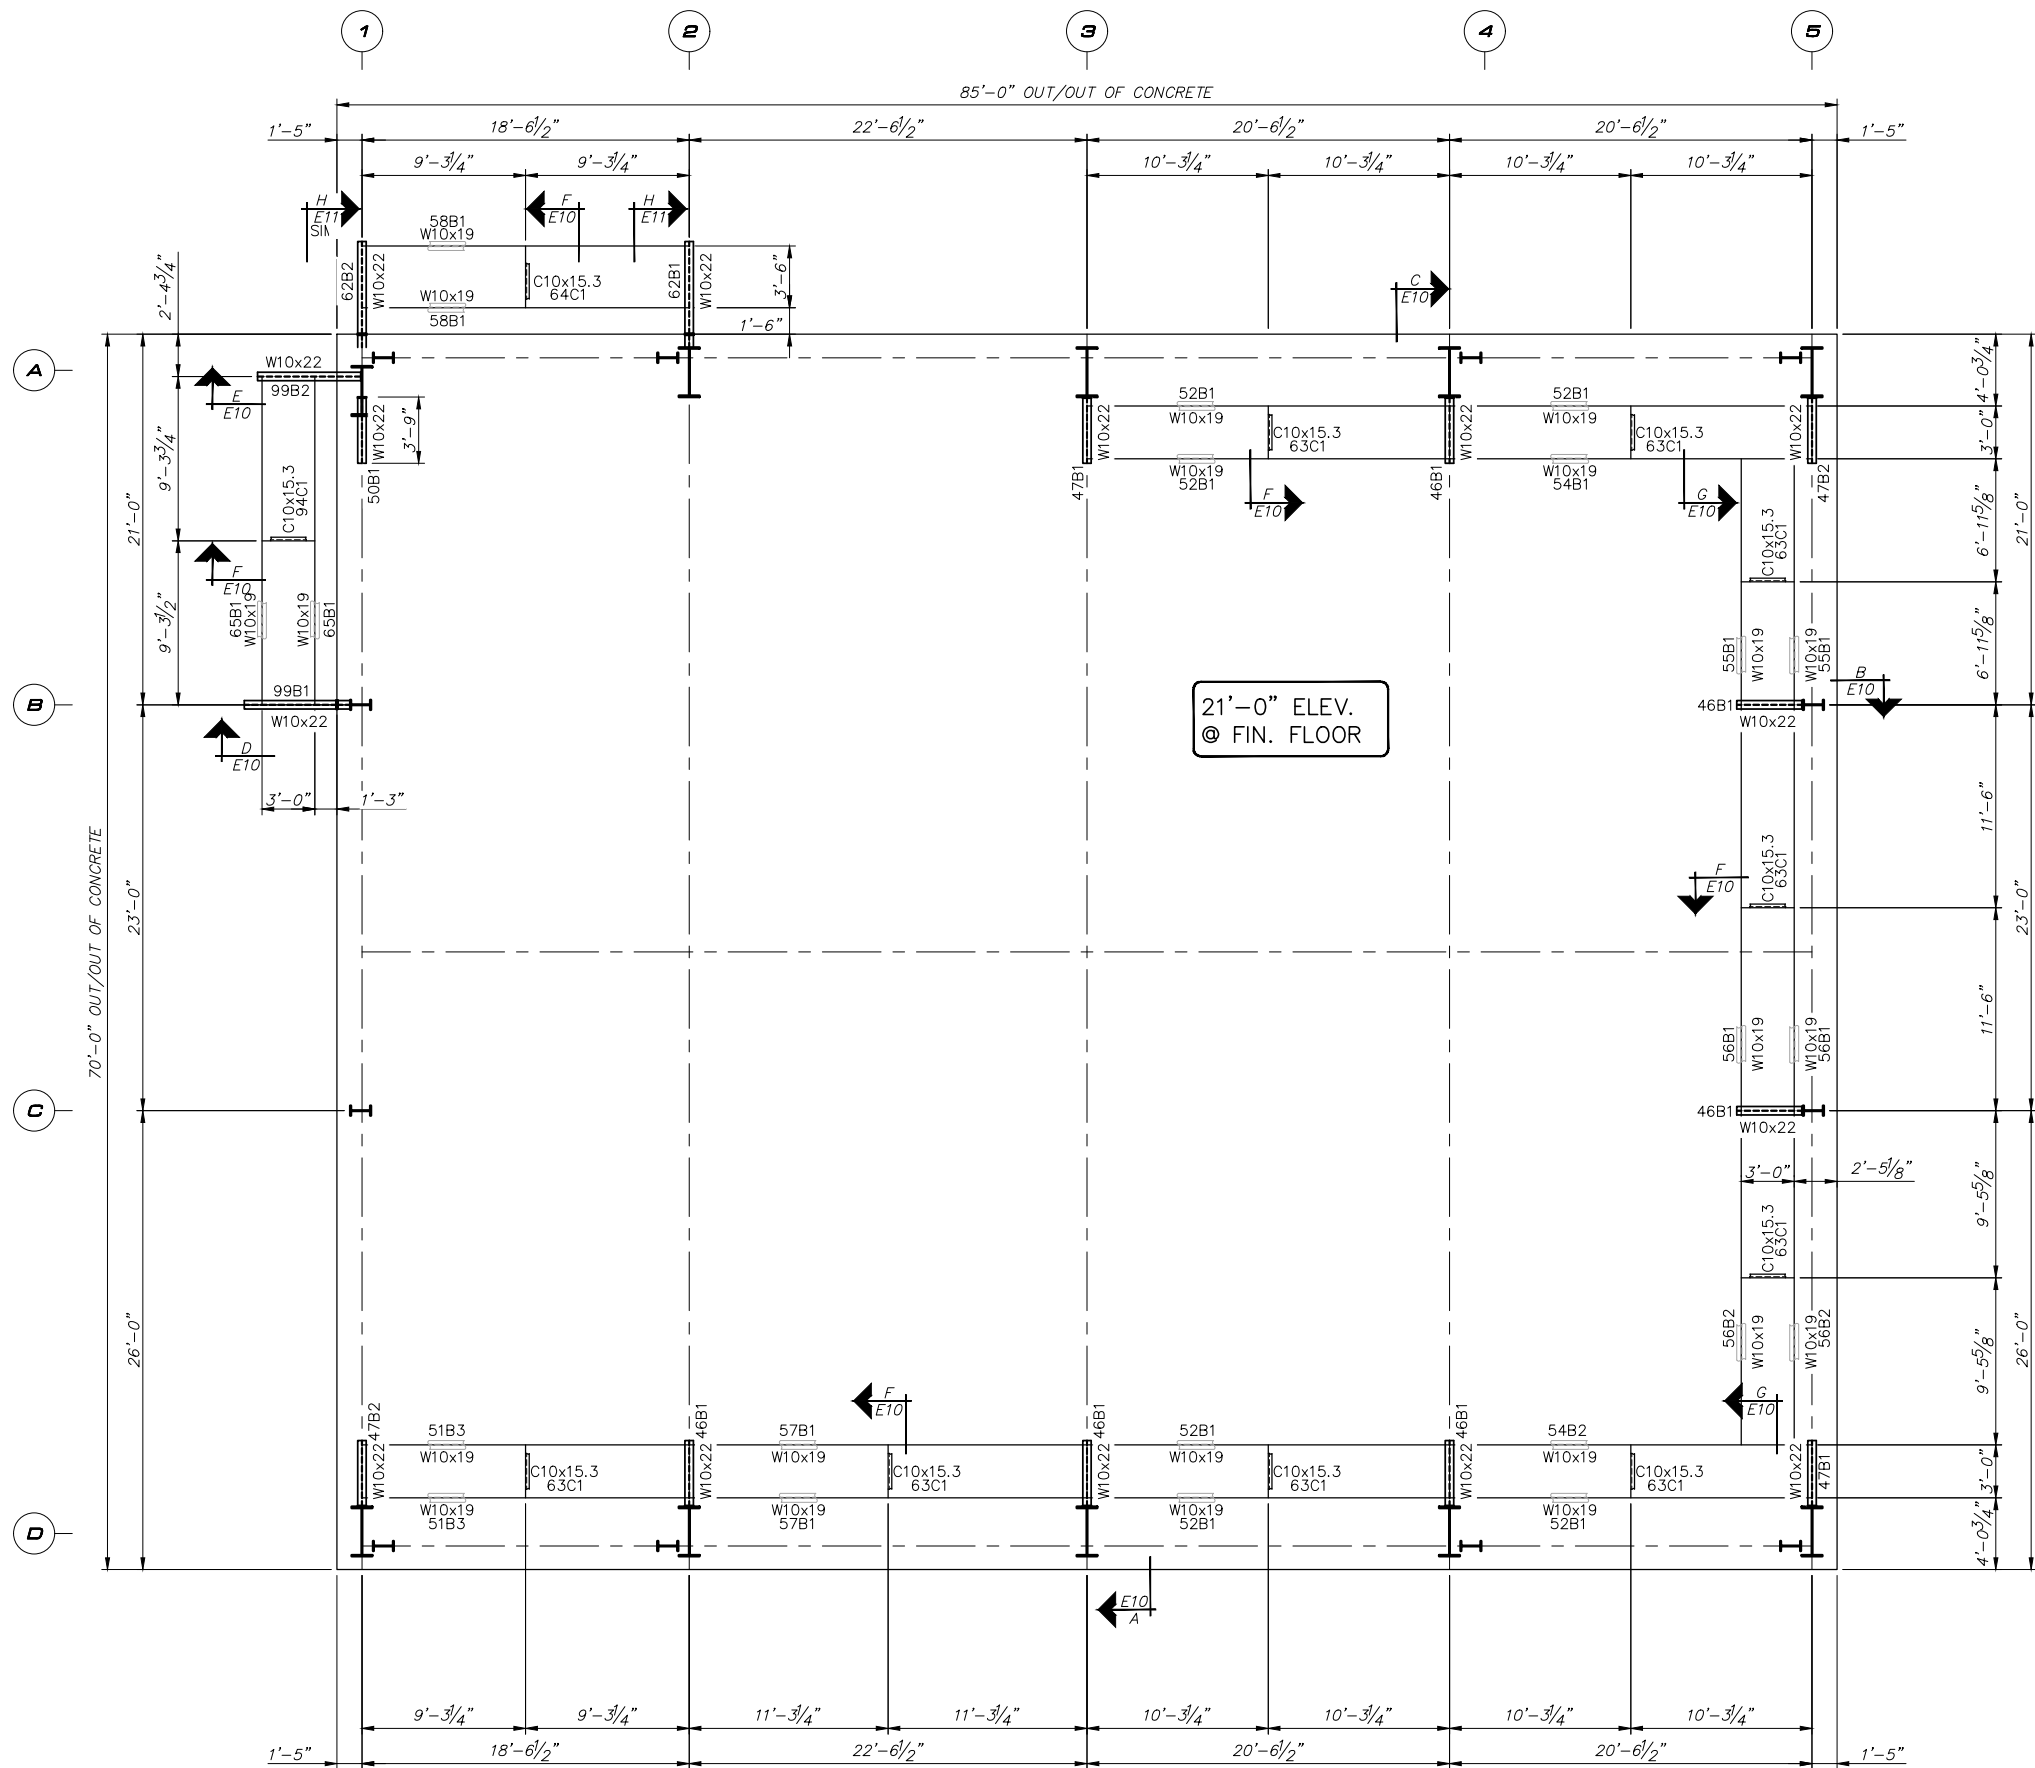 1
2
3
4
5
85'-0" OUT/OUT OF CONCRETE
1'-5"
18'-6 1/2"
22'-6 1/2"
20'-6 1/2"
20'-6 1/2"
1'-5"
9'-3 1/4"
9'-3 1/4"
10'-3 1/4"
10'-3 1/4"
10'-3 1/4"
10'-3 1/4"
H
E11
F
E10
H
E11
58B1
W10x19
62B2
W10x22
C10x15.3
64C1
62B1
W10x22
3'-6"
W10x19
58B1
1'-6"
C
E10
2'-4 3/4"
A
W10x22
99B2
E
E10
W10x22
50B1
3'-9"
52B1
W10x19
52B1
W10x19
4'-0 3/4"
W10x22
47B1
C10x15.3
63C1
W10x22
46B1
C10x15.3
63C1
W10x22
47B2
3'-0"
W10x19
52B1
W10x19
54B1
F
E10
G
E10
9'-3 3/4"
C10x15.3
94C1
21'-0"
C10x15.3
63C1
6'-11 5/8"
21'-0"
F
E10
9'-3 1/2"
65B1
W10x19
W10x19
65B1
55B1
W10x19
W10x19
55B1
6'-11 5/8"
B
99B1
W10x22
D
E10
21'-0" ELEV.
@ FIN. FLOOR
46B1
W10x22
B
E10
3'-0"
1'-3"
70'-0" OUT/OUT OF CONCRETE
23'-0"
F
E10
C10x15.3
63C1
11'-6"
23'-0"
11'-6"
56B1
W10x19
W10x19
56B1
C
46B1
W10x22
3'-0"
2'-5 1/8"
C10x15.3
63C1
9'-5 5/8"
26'-0"
56B2
W10x19
W10x19
56B2
9'-5 5/8"
26'-0"
F
E10
G
E10
47B2
51B3
W10x19
46B1
57B1
W10x19
46B1
52B1
W10x19
46B1
54B2
W10x19
W10x22
C10x15.3
63C1
W10x22
C10x15.3
63C1
W10x22
C10x15.3
63C1
W10x22
C10x15.3
63C1
W10x22
47B1
3'-0"
W10x19
51B3
W10x19
57B1
W10x19
52B1
W10x19
52B1
D
4'-0 3/4"
E10
A
9'-3 1/4"
9'-3 1/4"
11'-3 1/4"
11'-3 1/4"
10'-3 1/4"
10'-3 1/4"
10'-3 1/4"
10'-3 1/4"
1'-5"
18'-6 1/2"
22'-6 1/2"
20'-6 1/2"
20'-6 1/2"
1'-5"